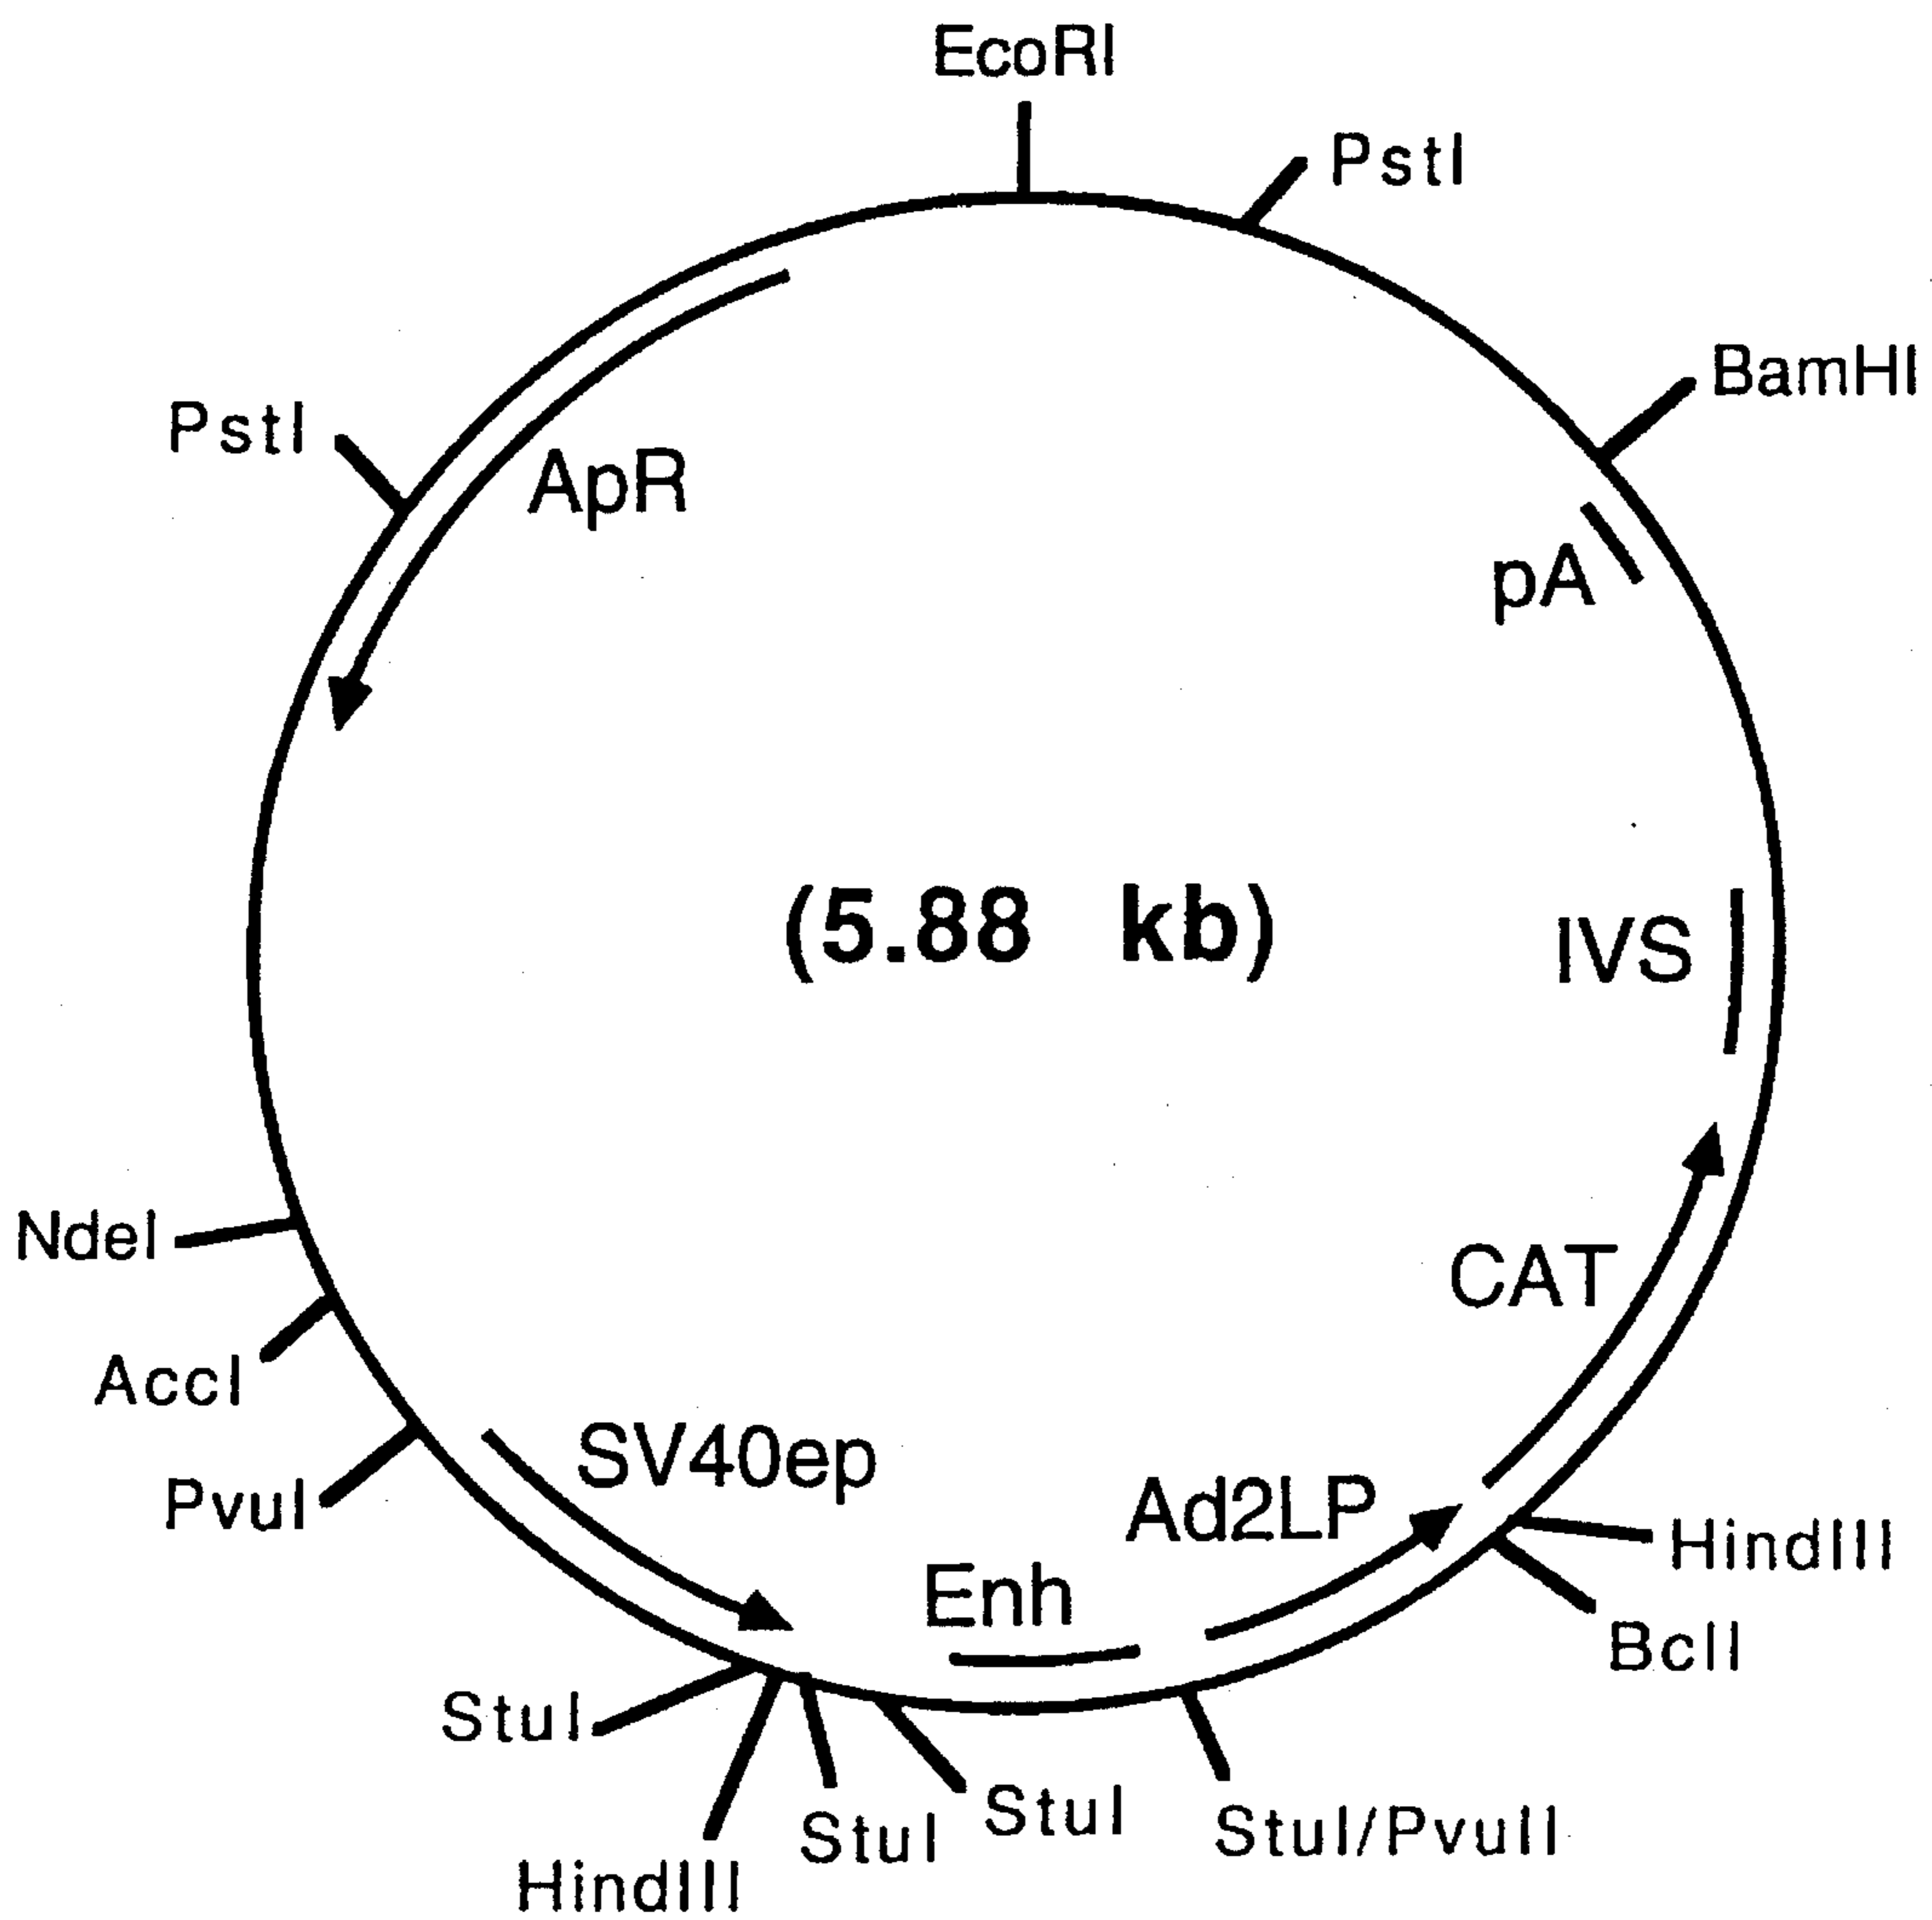 EcoRI
PstI
BamHI
PstI
ApR
pA
(5.88 kb)
IVS
NdeI
CAT
AccI
SV40ep
PvuI
Ad2LP
HindIII
Enh
BclI
StuI
StuI
StuI
StuI/PvuII
HindIII